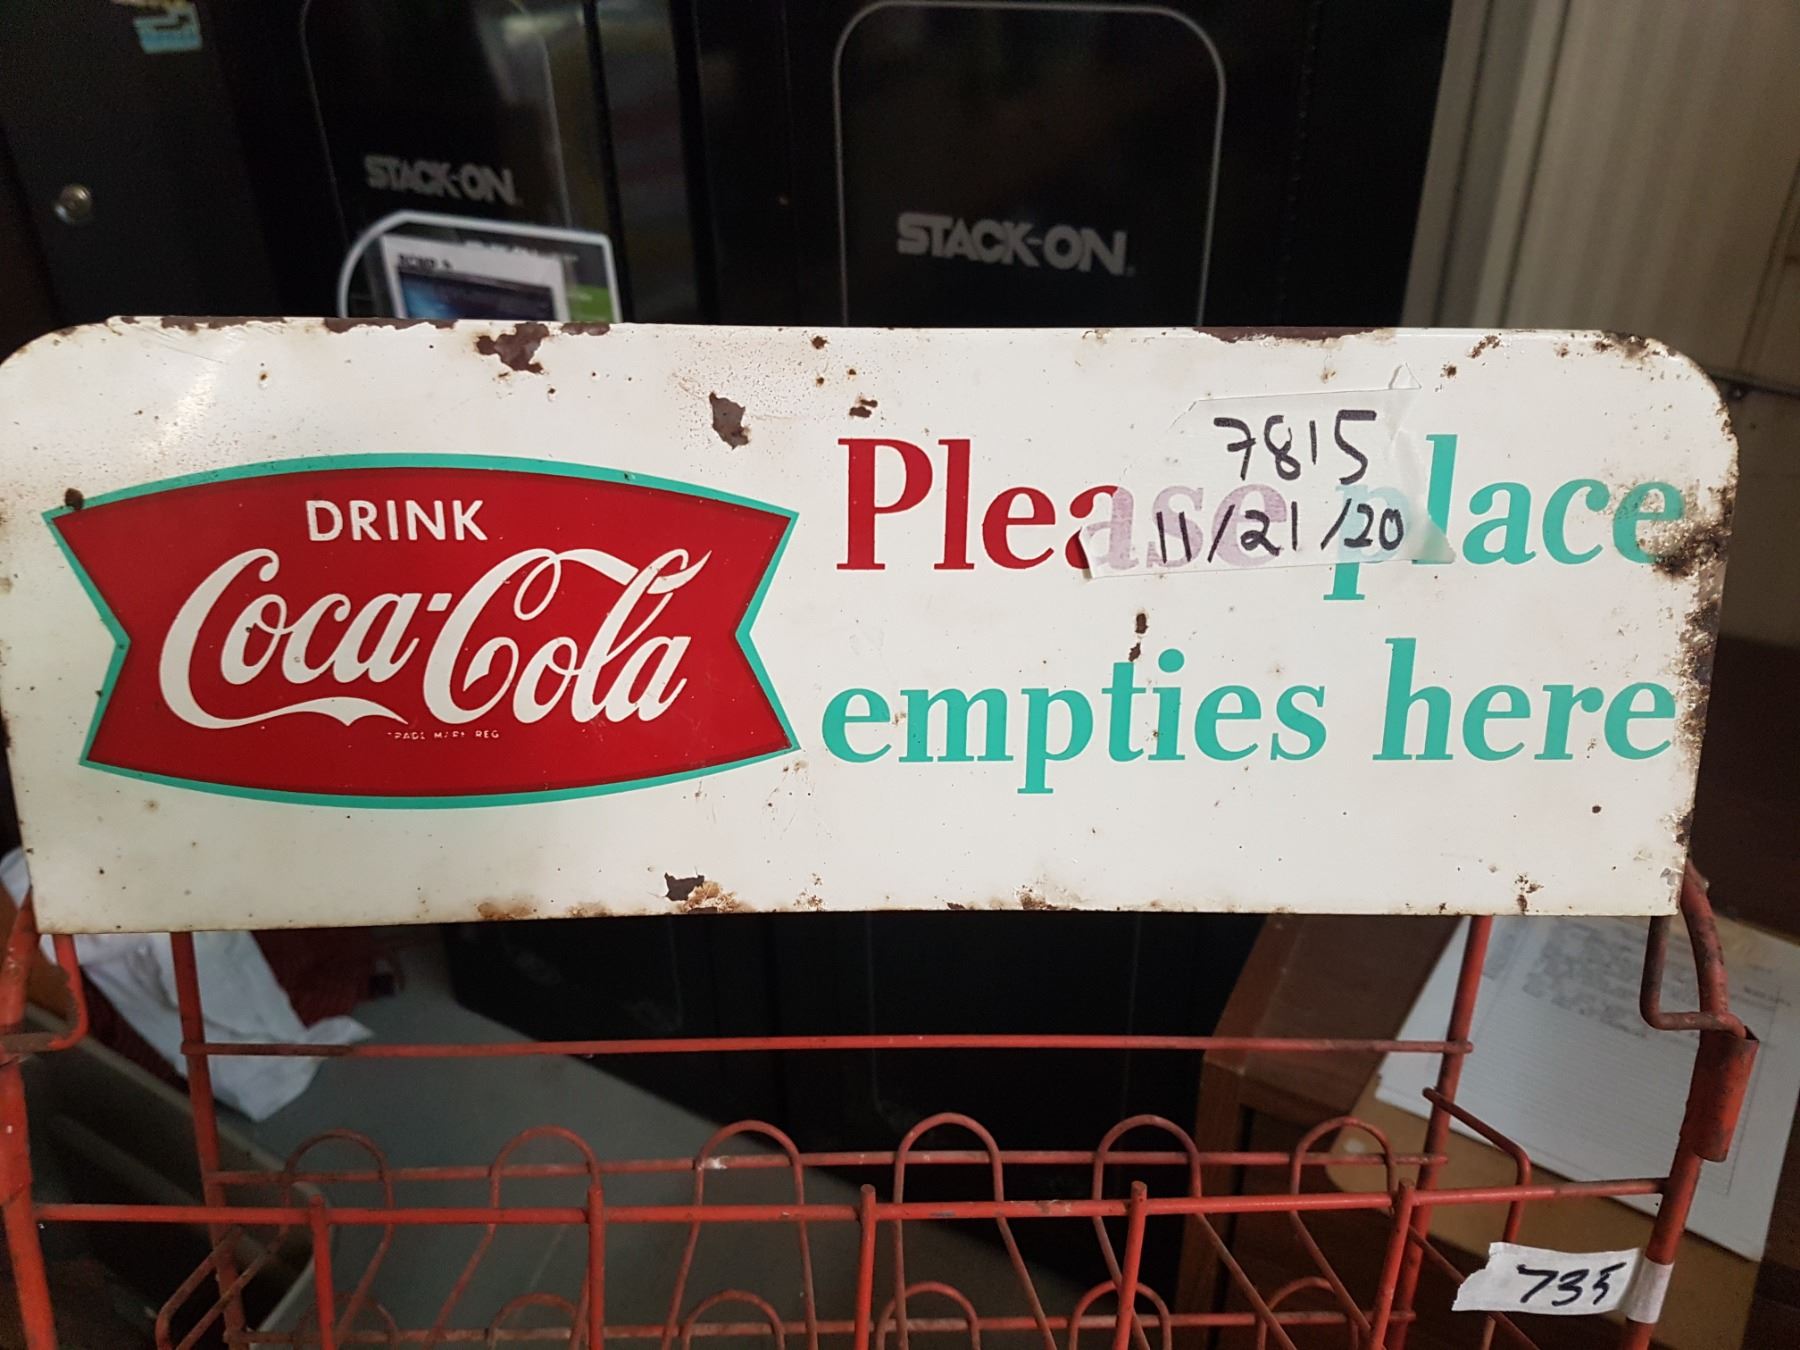 STACK-ON
STACK-ON
DRINK
Coca-Cola
Please place
empties here
7815
11/21/20
735